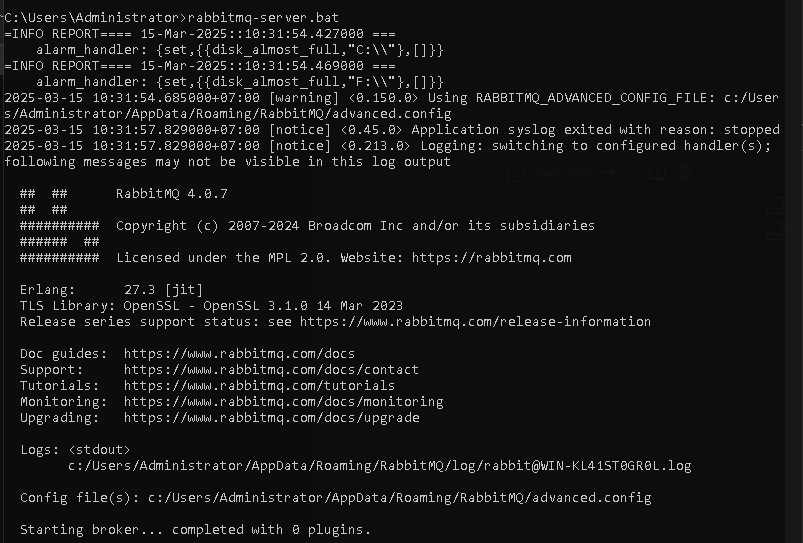 C:\Users\Administrator>rabbitmq-server.bat
=INFO REPORT==== 15-Mar-2025::10:31:54.427000 ===
    alarm_handler: {set,{{disk_almost_full,"C:\\"},[]}}
=INFO REPORT==== 15-Mar-2025::10:31:54.469000 ===
    alarm_handler: {set,{{disk_almost_full,"F:\\"},[]}}
2025-03-15 10:31:54.685000+07:00 [warning] <0.150.0> Using RABBITMQ_ADVANCED_CONFIG_FILE: c:/User
s/Administrator/AppData/Roaming/RabbitMQ/advanced.config
2025-03-15 10:31:57.829000+07:00 [notice] <0.45.0> Application syslog exited with reason: stopped
2025-03-15 10:31:57.829000+07:00 [notice] <0.213.0> Logging: switching to configured handler(s);
following messages may not be visible in this log output

  ##  ##      RabbitMQ 4.0.7
  ##  ##
  ##########  Copyright (c) 2007-2024 Broadcom Inc and/or its subsidiaries
  ######  ##
  ##########  Licensed under the MPL 2.0. Website: https://rabbitmq.com

  Erlang:      27.3 [jit]
  TLS Library: OpenSSL - OpenSSL 3.1.0 14 Mar 2023
  Release series support status: see https://www.rabbitmq.com/release-information

  Doc guides:  https://www.rabbitmq.com/docs
  Support:     https://www.rabbitmq.com/docs/contact
  Tutorials:   https://www.rabbitmq.com/tutorials
  Monitoring:  https://www.rabbitmq.com/docs/monitoring
  Upgrading:   https://www.rabbitmq.com/docs/upgrade

  Logs: <stdout>
        c:/Users/Administrator/AppData/Roaming/RabbitMQ/log/rabbit@WIN-KL41ST0GR0L.log

  Config file(s): c:/Users/Administrator/AppData/Roaming/RabbitMQ/advanced.config

  Starting broker... completed with 0 plugins.